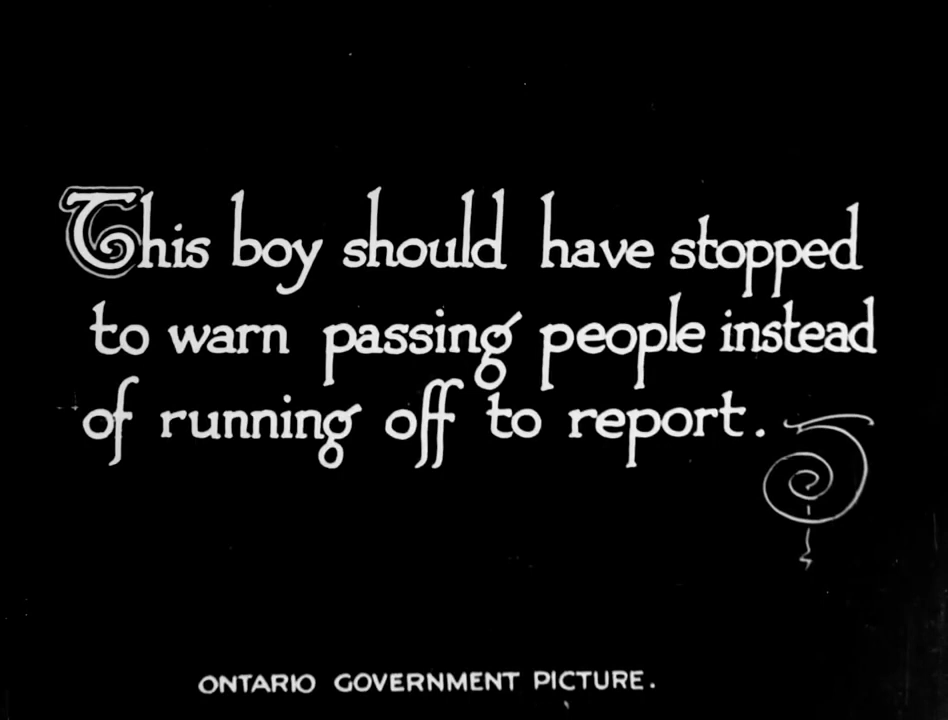 This boy should have stopped
to warn passing people instead
of running off to report.
ONTARIO GOVERNMENT PICTURE.